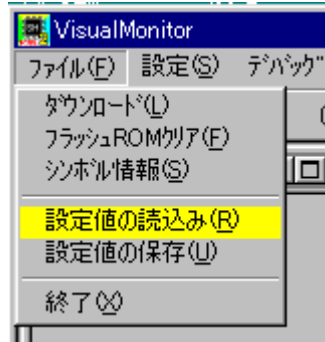 VisualMonitor
ﾌｧｲﾙ(F) 設定(S) ﾃﾞﾊﾞｯｸﾞ
ﾀﾞｳﾝﾛｰﾄﾞ(L)
ﾌﾗｯｼｭROMｸﾘｱ(F)
ｼﾝﾎﾞﾙ情報(S)
設定値の読込み(R)
設定値の保存(U)
終了(X)